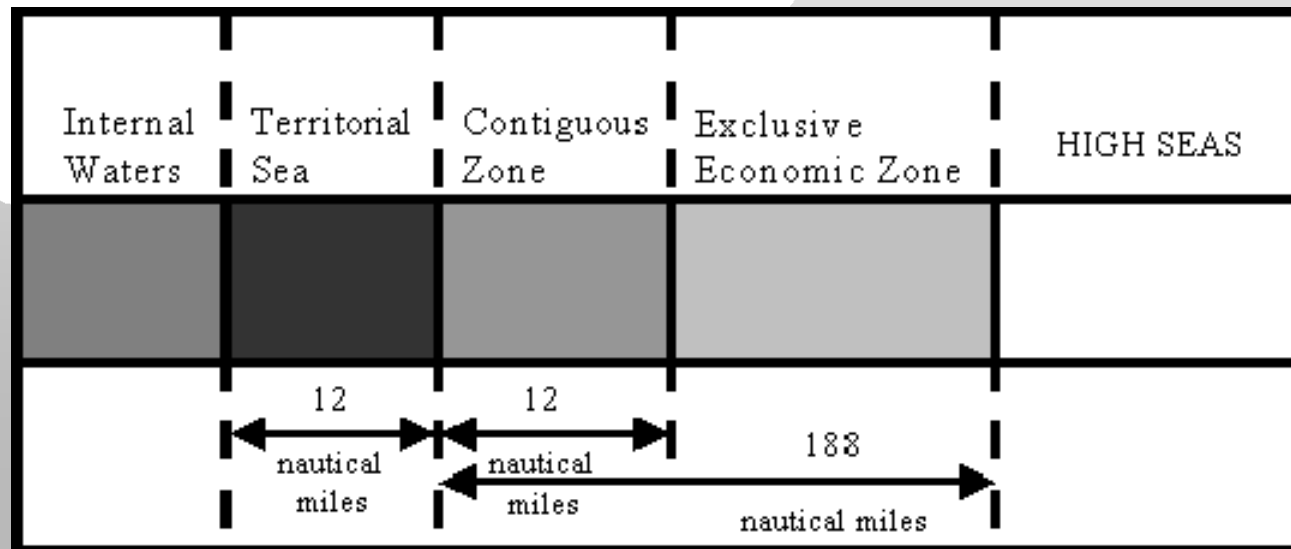 Internal
Waters
Territorial
Sea
Contiguous
Zone
Exclusive
Economic Zone
HIGH SEAS
12
nautical
miles
12
nautical
miles
188
nautical miles